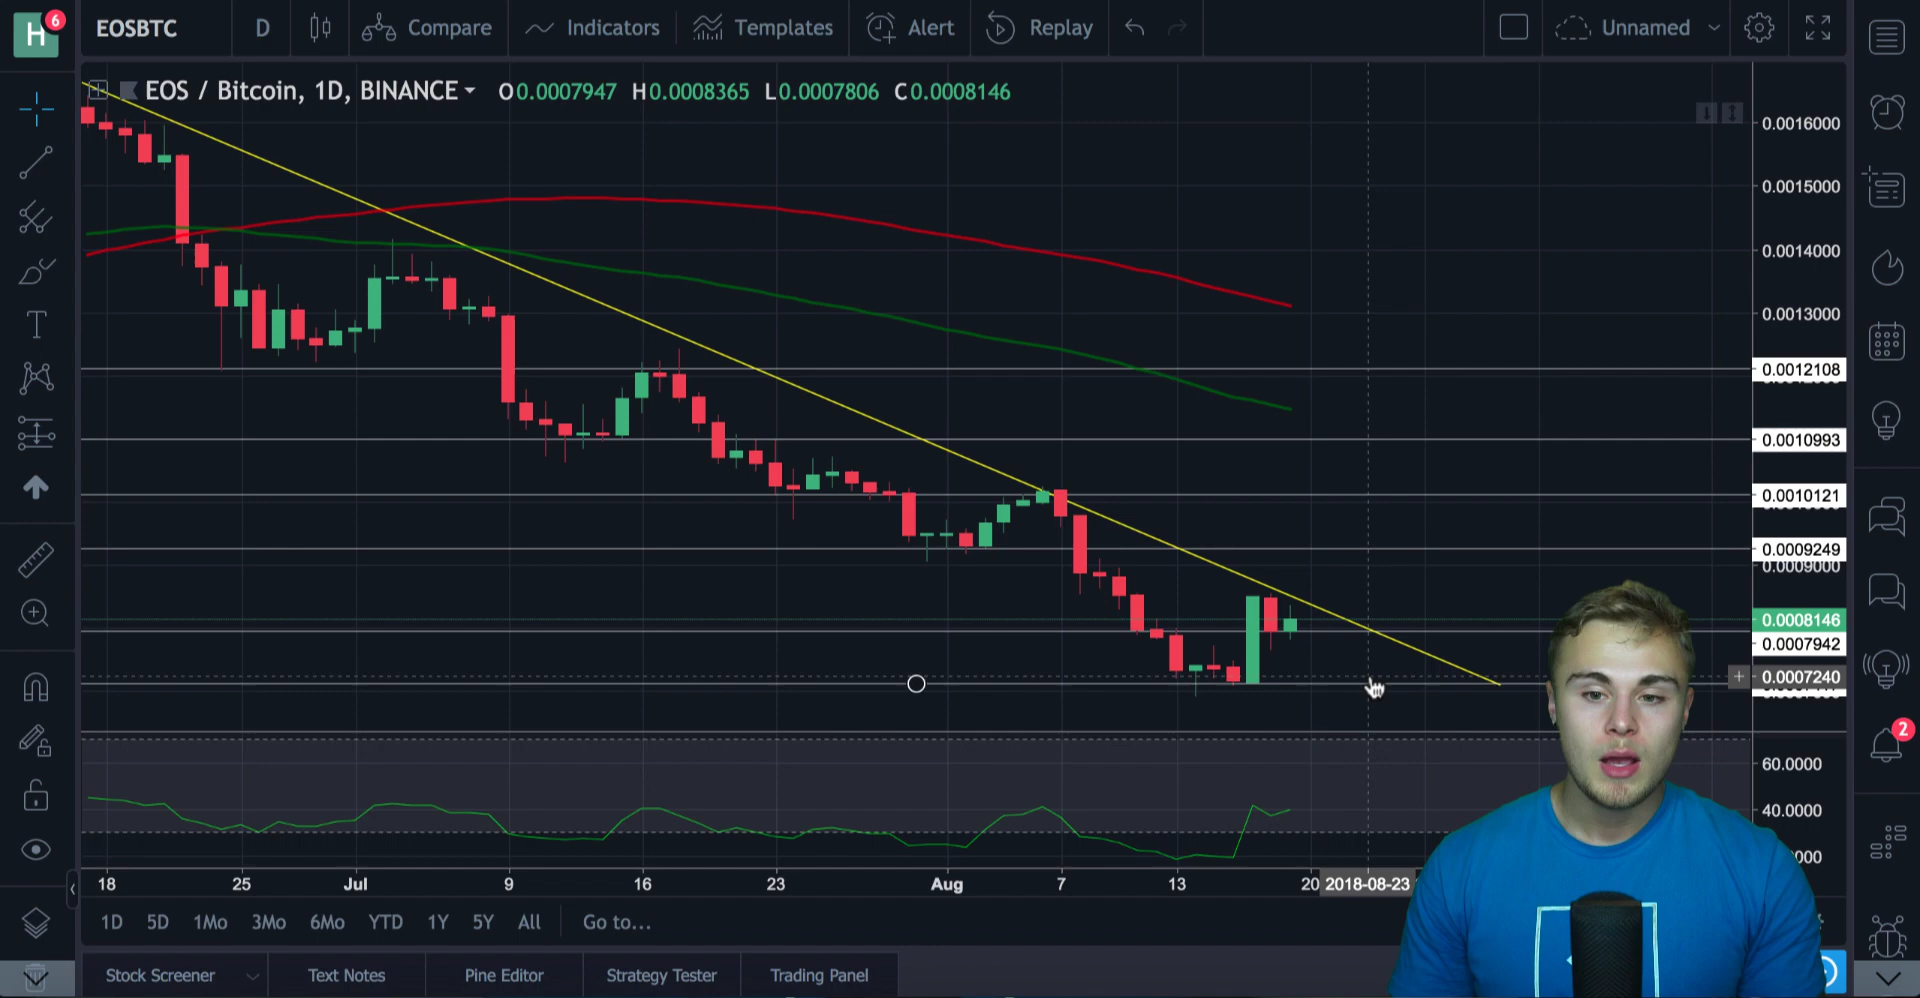 H
6
EOSBTC
D
Compare
Indicators
Templates
Alert
Replay
Unnamed
EOS / Bitcoin, 1D, BINANCE
O0.0007947 H0.0008365 L0.0007806 C0.0008146
0.0016000
0.0015000
0.0014000
0.0013000
0.0012108
0.0010993
0.0010121
0.0009249
0.0009000
0.0008146
0.0007942
0.0007240
60.0000
40.0000
18
25
Jul
9
16
23
Aug
7
13
20
2018-08-23
2
1D 5D 1Mo 3Mo 6Mo YTD 1Y 5Y All
Go to...
Stock Screener
Text Notes
Pine Editor
Strategy Tester
Trading Panel